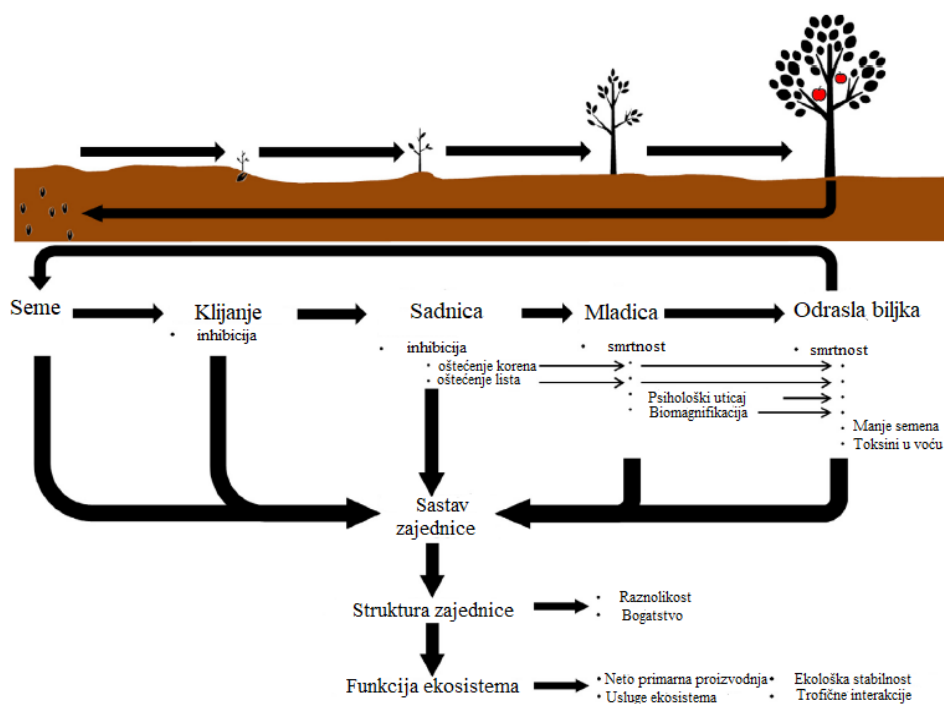 Seme
Klijanje
Sadnica
Mladica
Odrasla biljka
• inhibicija
• inhibicija
• smrtnost
• smrtnost
• oštećenje korena
• oštećenje lista
• Psihološki uticaj
• Biomagnifikacija
• Manje semena
• Toksini u voću
Sastav
zajednice
Struktura zajednice
• Raznolikost
• Bogatstvo
Funkcija ekosistema
• Neto primarna proizvodnja
• Ekološka stabilnost
• Usluge ekosistema
• Trofične interakcije